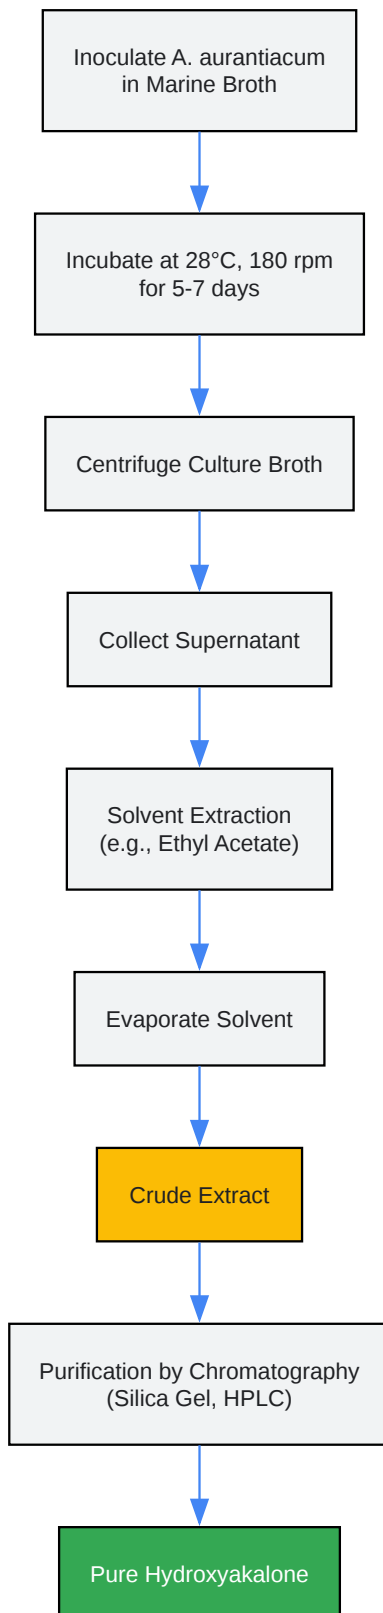 Inoculate A. aurantiacum
in Marine Broth
Incubate at 28°C, 180 rpm
for 5-7 days
Centrifuge Culture Broth
Collect Supernatant
Solvent Extraction
(e.g., Ethyl Acetate)
Evaporate Solvent
Crude Extract
Purification by Chromatography
(Silica Gel, HPLC)
Pure Hydroxyakalone